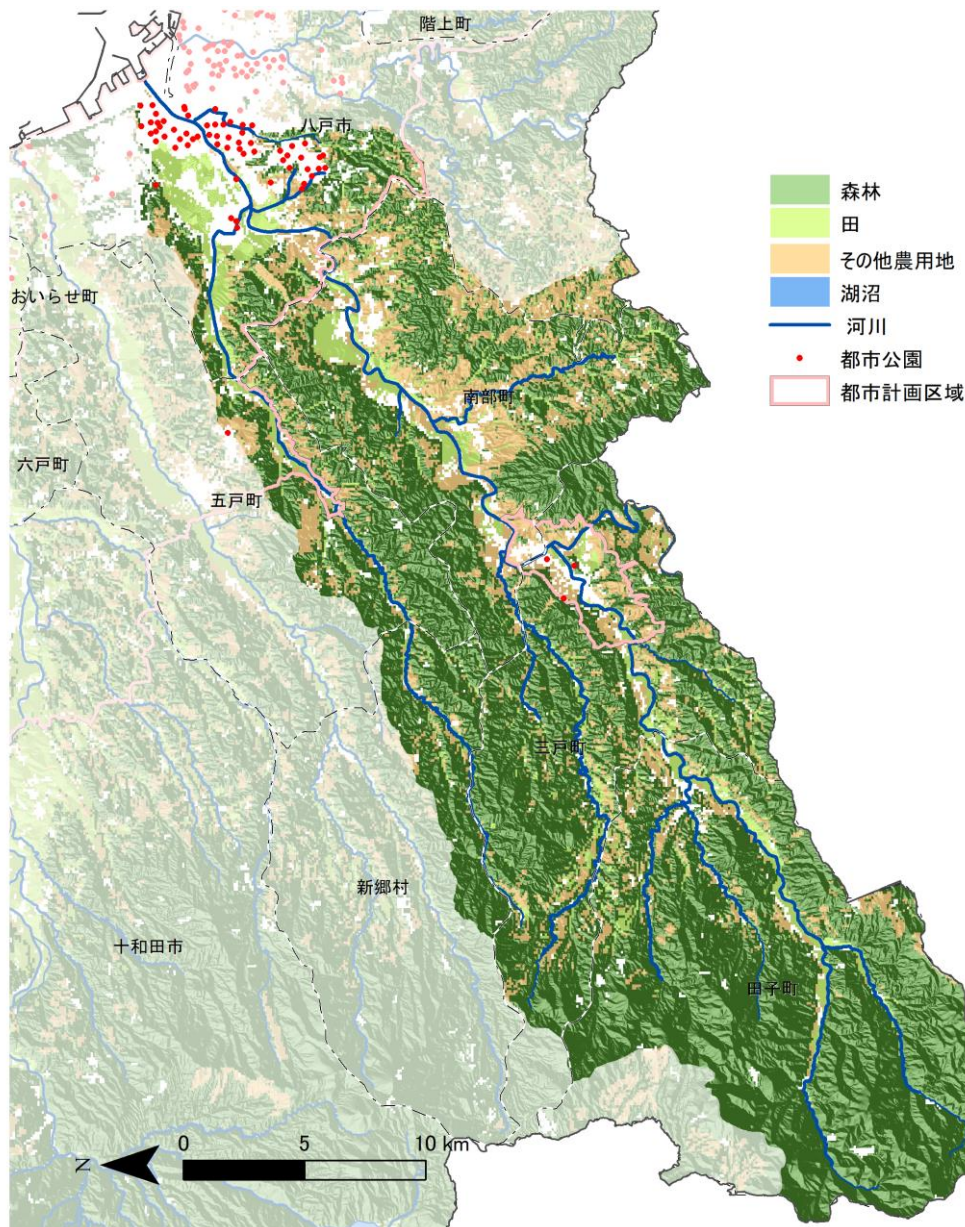 階上町
八戸市
森林
田
その他農用地
湖沼
河川
都市公園
都市計画区域
おいらせ町
南部町
六戸町
五戸町
三戸町
新郷村
十和田市
田子町
0 5 10 km
N